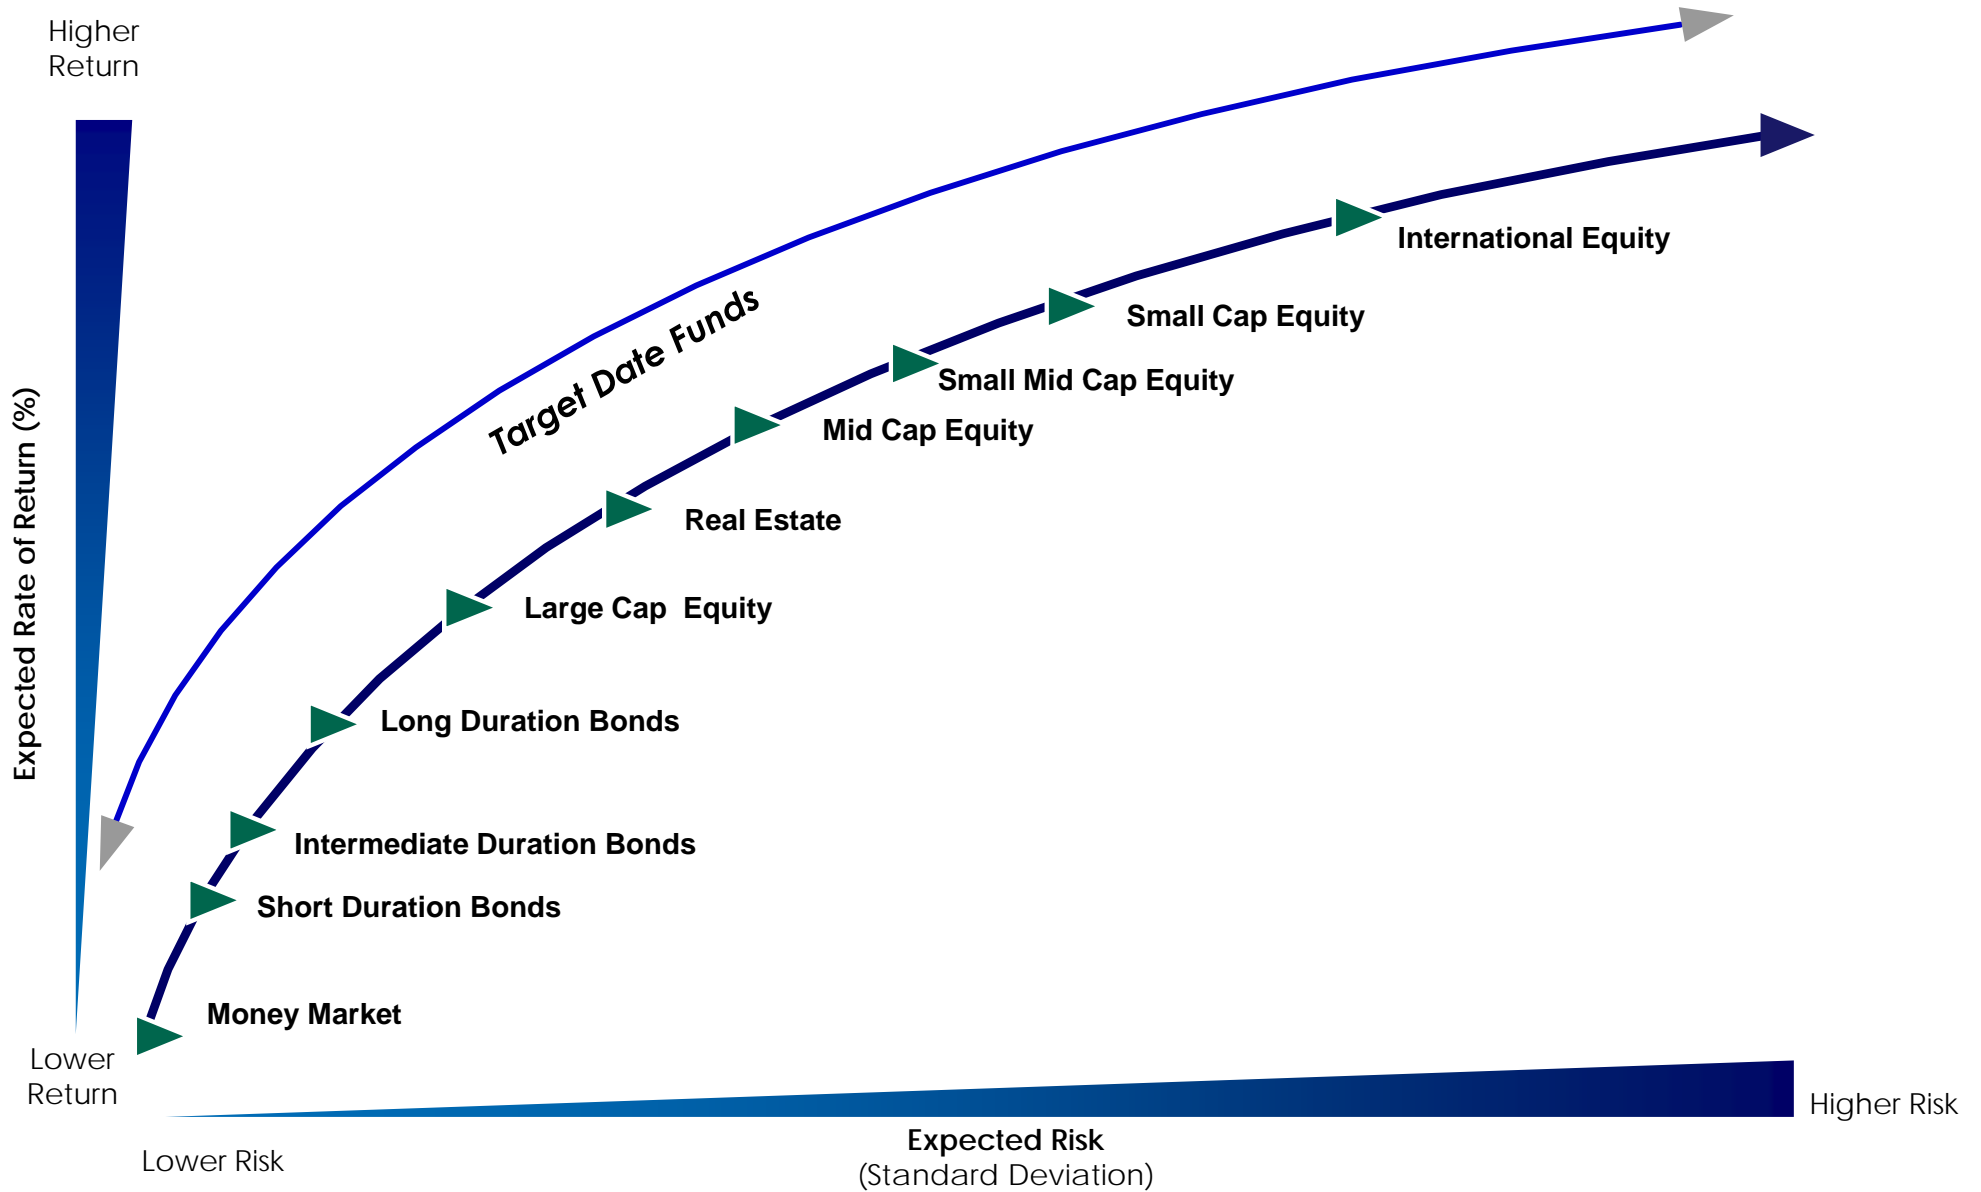 Higher
Return
Expected Rate of Return (%)
Target Date Funds
International Equity
Small Cap Equity
Small Mid Cap Equity
Mid Cap Equity
Real Estate
Large Cap  Equity
Long Duration Bonds
Intermediate Duration Bonds
Short Duration Bonds
Money Market
Lower
Return
Lower Risk
Expected Risk
(Standard Deviation)
Higher Risk